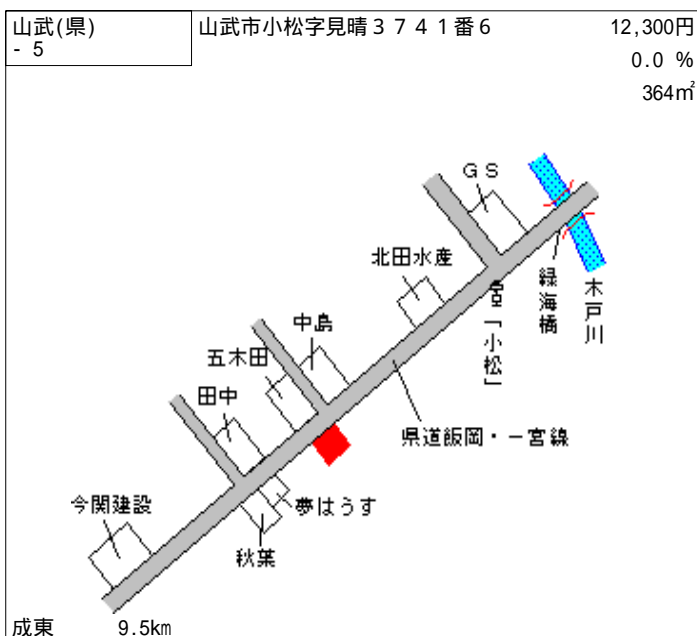 山武(県)
- 5
山武市小松字見晴３７４１番６
12,300円
0.0 %
364㎡
ＧＳ
北田水産
緑海橋
木戸川
「小松」
中島
五木田
田中
県道飯岡・一宮線
夢はうす
秋葉
今関建設
成東 9.5km